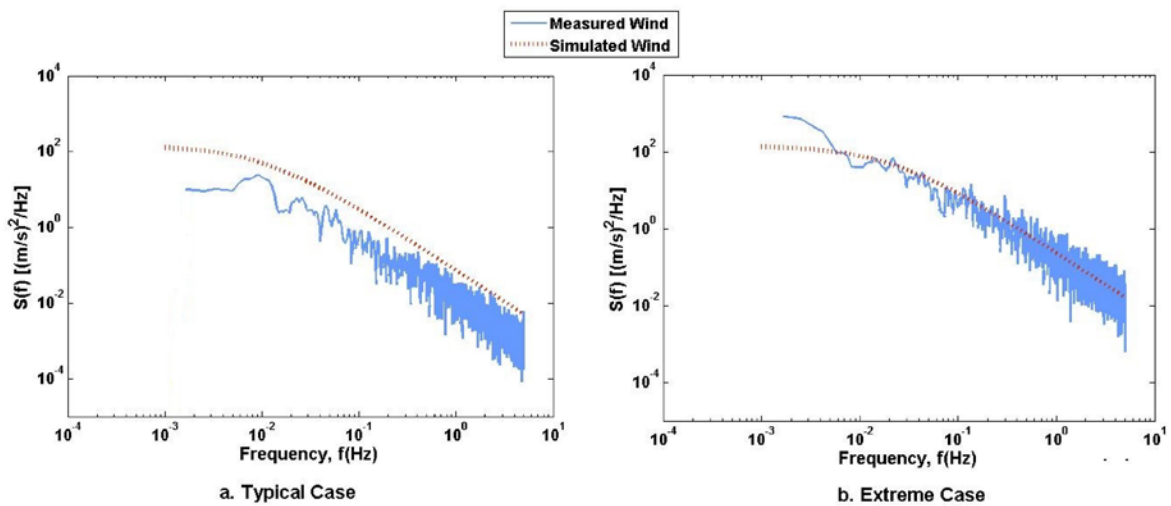 Measured Wind
Simulated Wind
10^4
10^2
10^0
10^-2
10^-4
S(f) [(m/s)^2/Hz]
10^-4 10^-3 10^-2 10^-1 10^0 10^1
Frequency, f(Hz)
a. Typical Case
10^4
10^2
10^0
10^-2
10^-4
S(f) [(m/s)^2/Hz]
10^-4 10^-3 10^-2 10^-1 10^0 10^1
Frequency, f(Hz)
b. Extreme Case